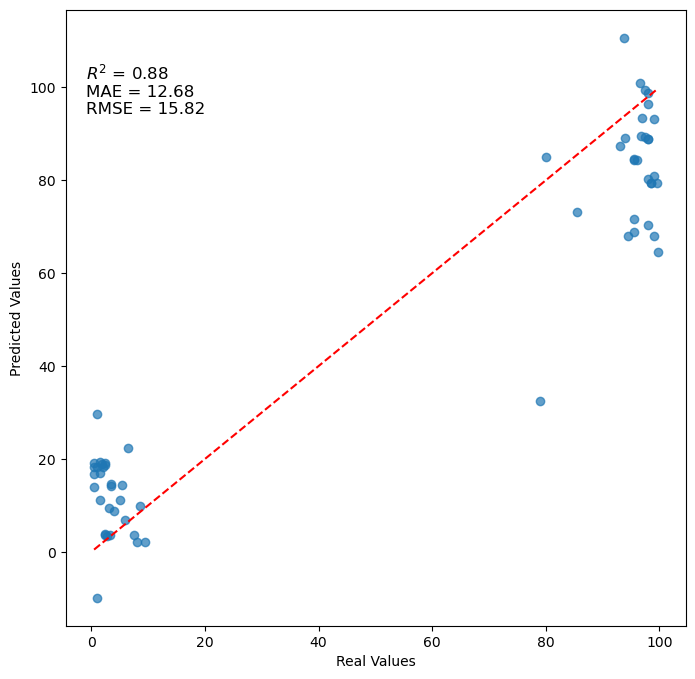 R² = 0.88
MAE = 12.68
RMSE = 15.82
Predicted Values
100
80
60
40
20
0
0 20 40 60 80 100
Real Values